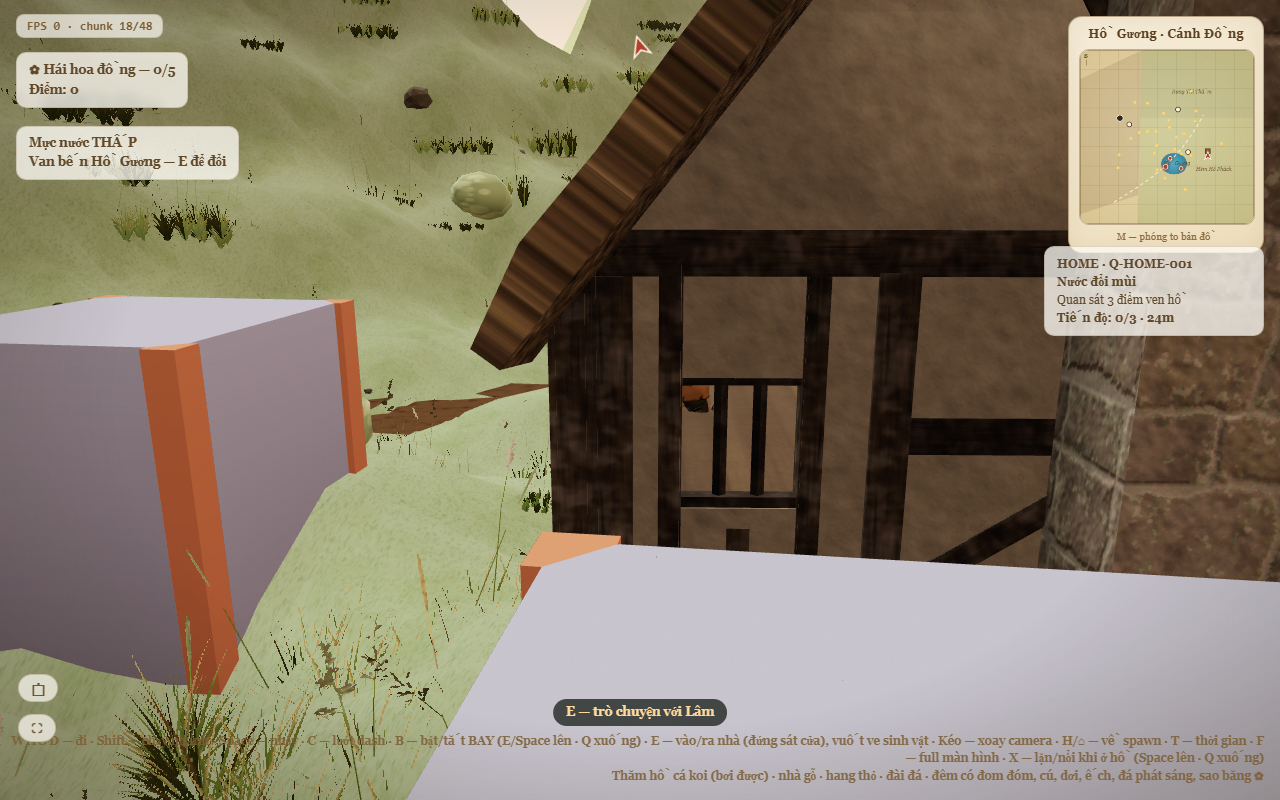 FPS 0 · chunk 18/48
✿ Hái hoa đồng — 0/5
Điểm: 0
Mực nước THẤP
Van bến Hồ Gương — E để đổi
Hồ Gương · Cánh Đồng
M — phóng to bản đồ
HOME · Q-HOME-001
Nước đổi mùi
Quan sát 3 điểm ven hồ
Tiến độ: 0/3 · 24m
E — trò chuyện với Lâm
D — đi · Shift
C — lướt/dash · B — bật/tắt BAY (E/Space lên · Q xuống) · E — vào/ra nhà (đứng sát cửa), vuốt ve sinh vật · Kéo — xoay camera · H/⌂ — về spawn · T — thời gian · F
— full màn hình · X — lặn/nổi khi ở hồ (Space lên · Q xuống)
Thăm hồ cá koi (bơi được) · nhà gỗ · hang thỏ · đài đá · đêm có đom đóm, cú, dơi, ếch, đá phát sáng, sao băng ✿